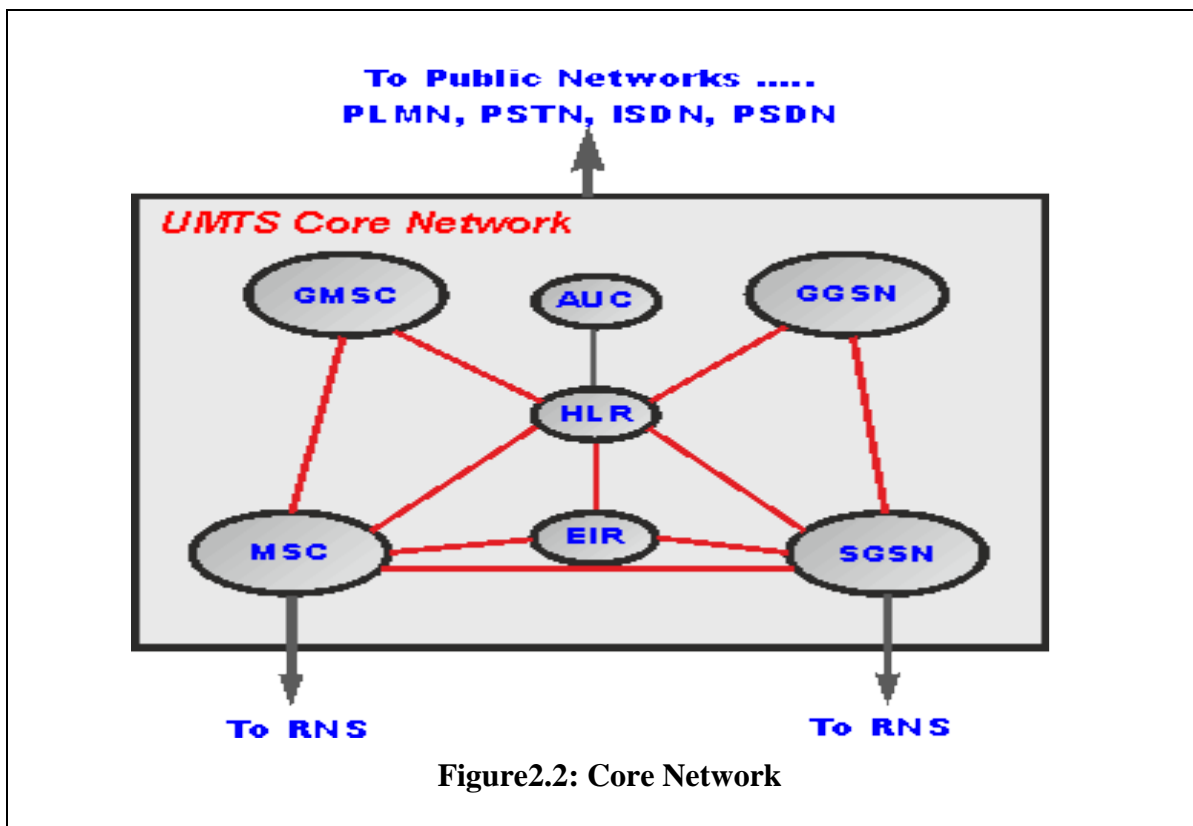 To Public Networks .....
PLMN, PSTN, ISDN, PSDN
UMTS Core Network
GMSC
AUC
GGSN
HLR
MSC
EIR
SGSN
To RNS
To RNS
Figure2.2: Core Network